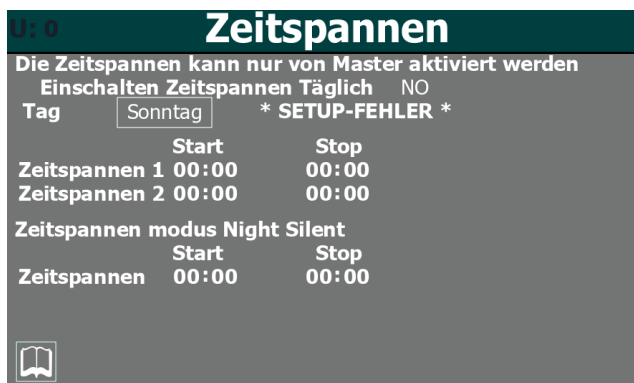 U: 0 Zeitspannen
Die Zeitspannen kann nur von Master aktiviert werden
Einschalten Zeitspannen Täglich NO
Tag Sonntag * SETUP-FEHLER *
Start Stop
Zeitspannen 1 00:00 00:00
Zeitspannen 2 00:00 00:00
Zeitspannen modus Night Silent
Start Stop
Zeitspannen 00:00 00:00